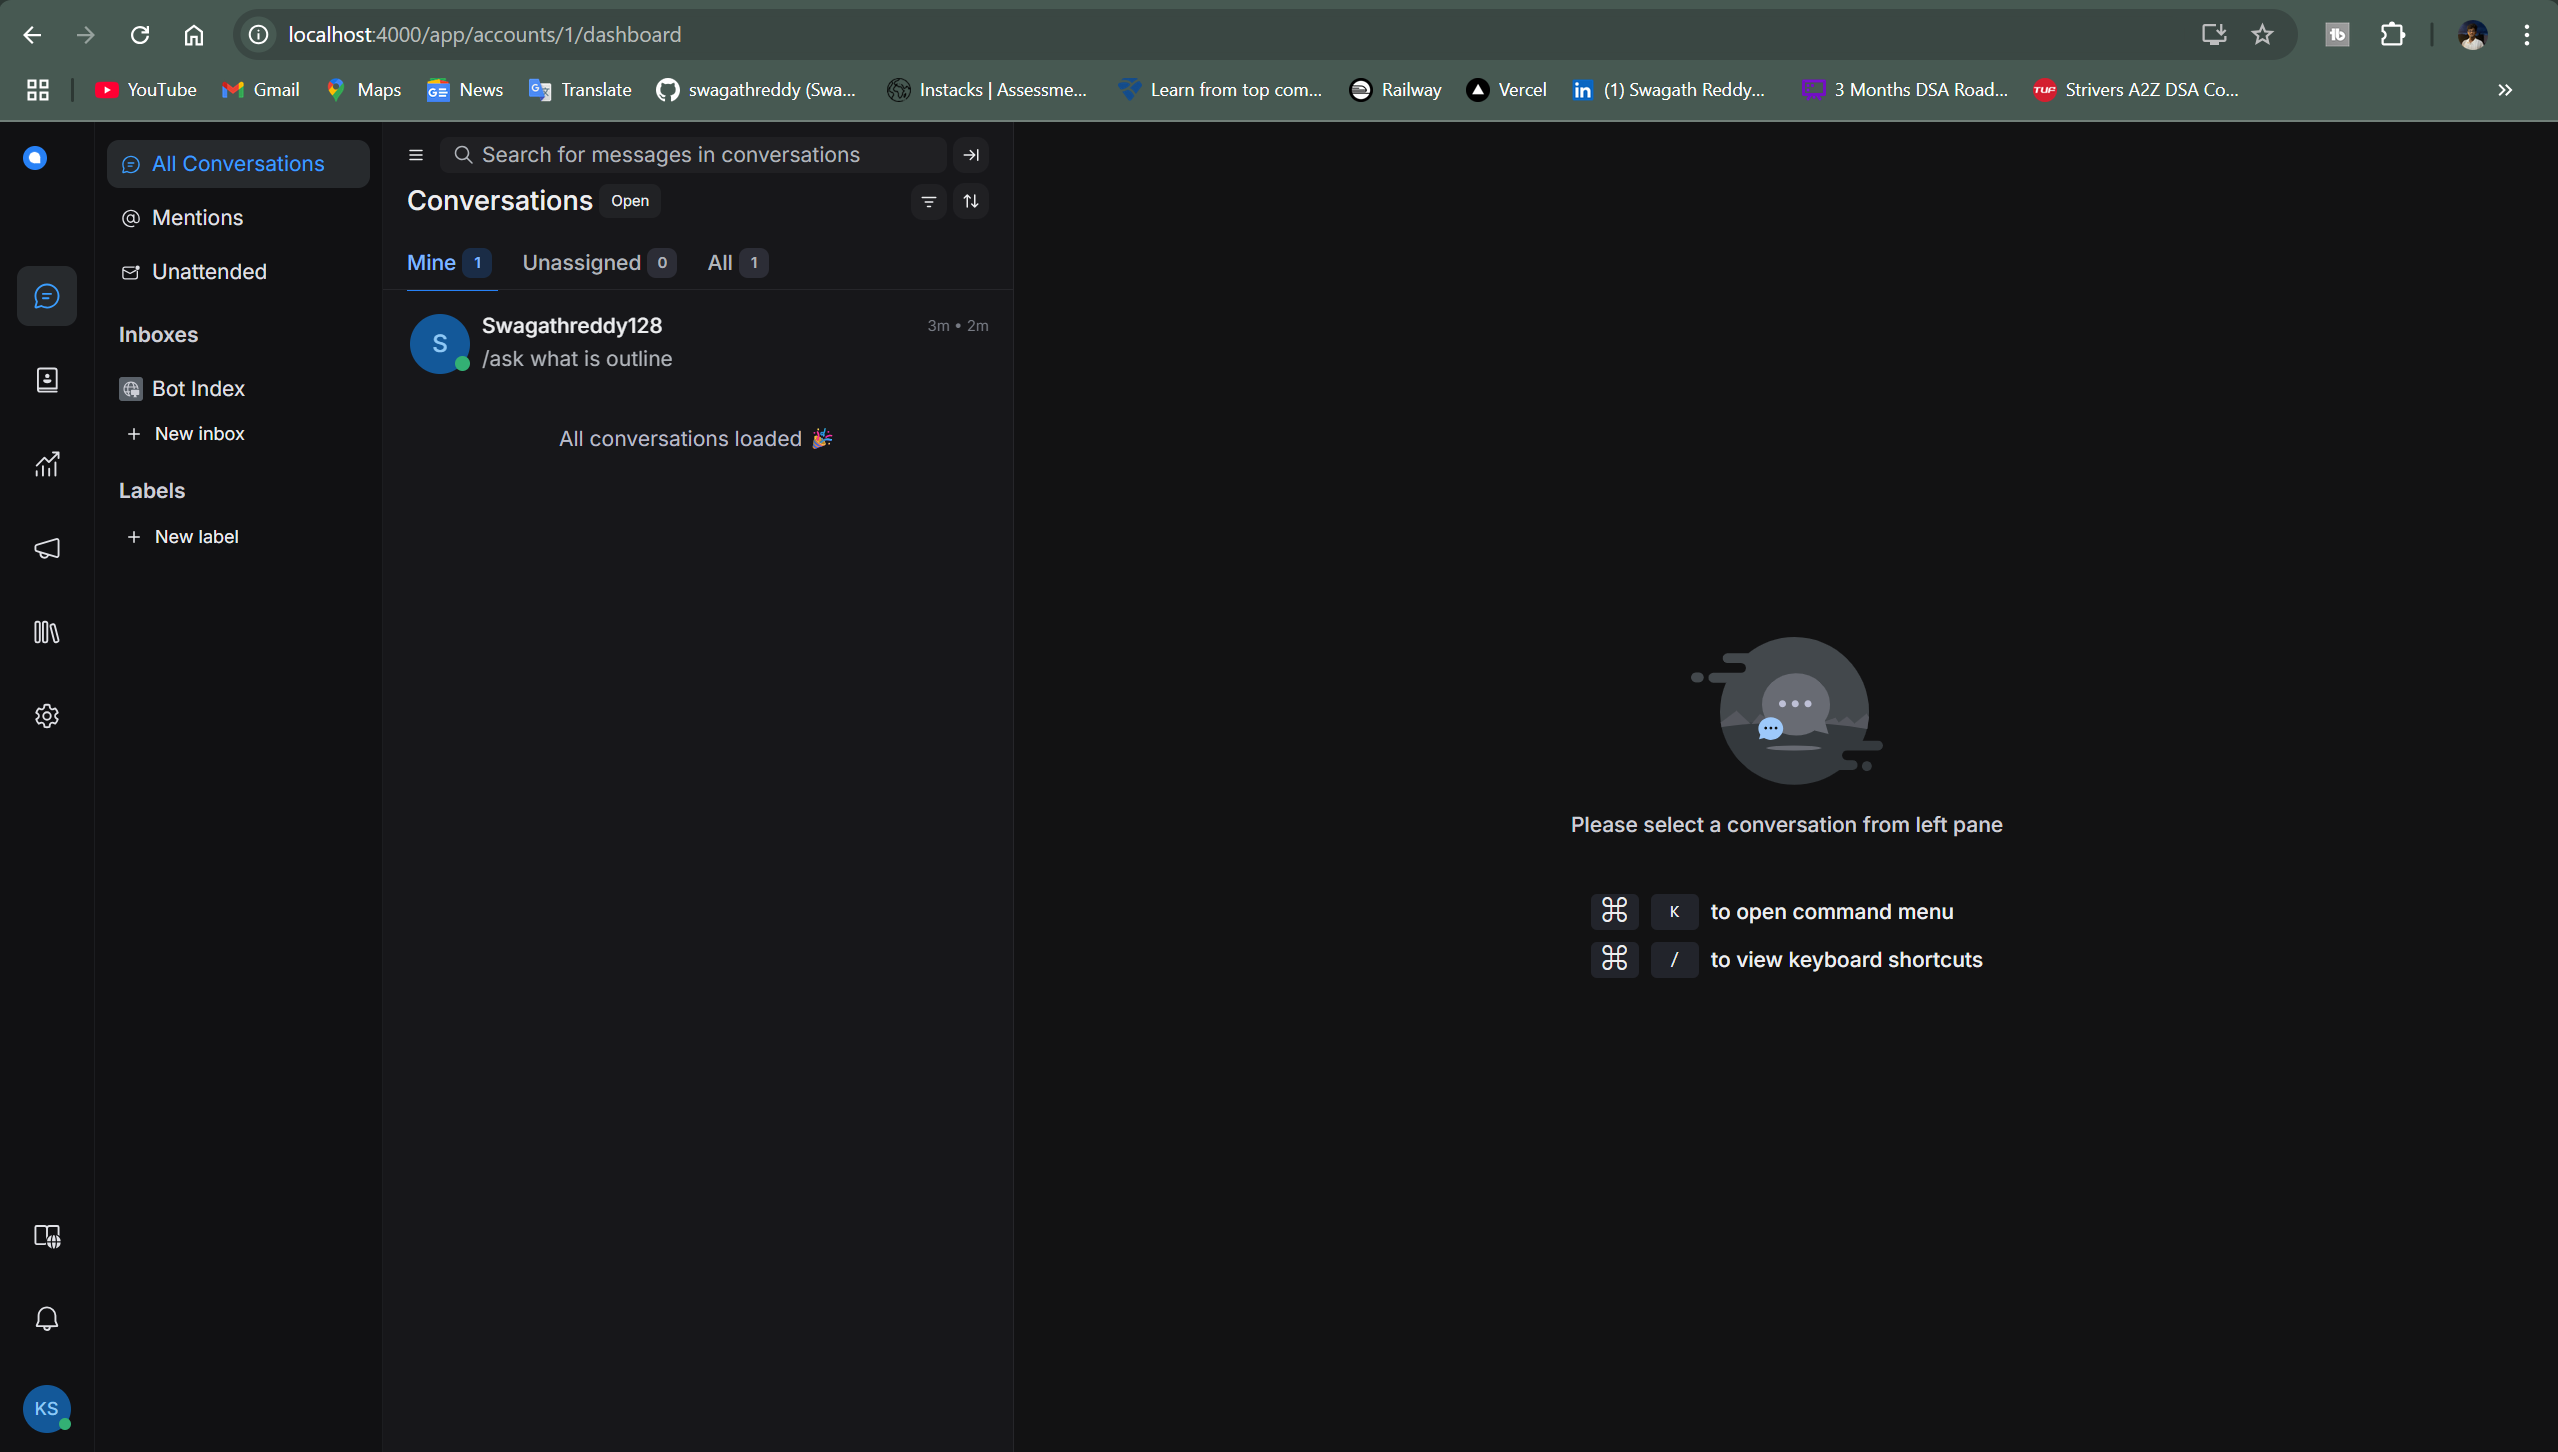 localhost:4000/app/accounts/1/dashboard
YouTube
Gmail
Maps
News
Translate
swagathreddy (Swa...
Instacks | Assessme...
Learn from top com...
Railway
Vercel
(1) Swagath Reddy...
3 Months DSA Road...
TUF
Strivers A2Z DSA Co...
All Conversations
Mentions
Unattended
Inboxes
Bot Index
New inbox
Labels
New label
Search for messages in conversations
Conversations Open
Mine 1 Unassigned 0 All 1
S
Swagathreddy128 3m • 2m
/ask what is outline
All conversations loaded 🎉
Please select a conversation from left pane
⌘ K to open command menu
⌘ / to view keyboard shortcuts
KS